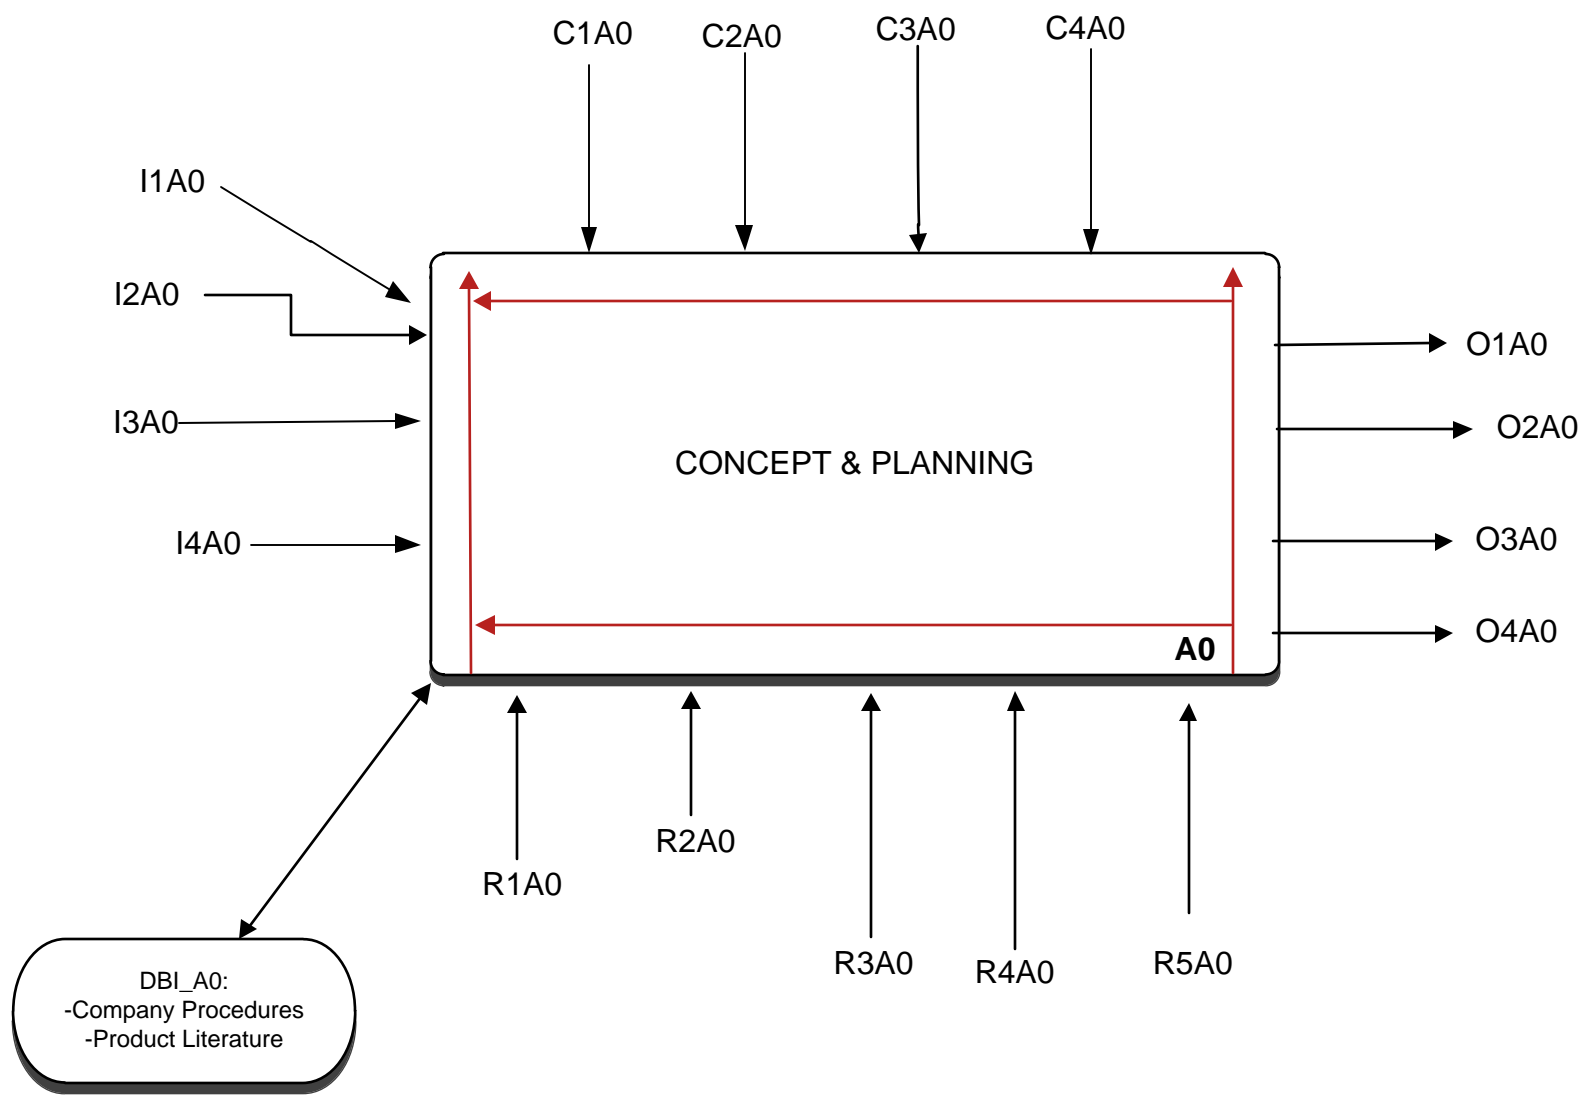 C1A0
C2A0
C3A0
C4A0
I1A0
I2A0
I3A0
I4A0
CONCEPT & PLANNING
A0
O1A0
O2A0
O3A0
O4A0
R1A0
R2A0
R3A0
R4A0
R5A0
DBI_A0:
-Company Procedures
-Product Literature